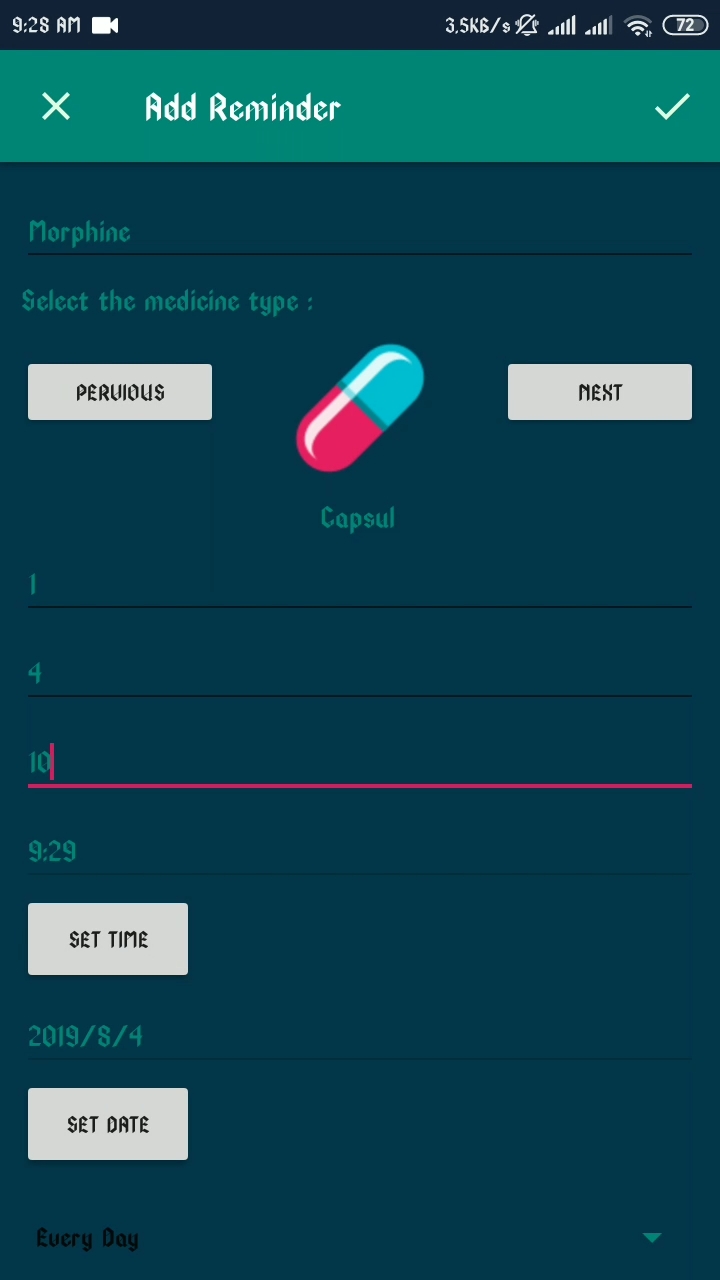 9:28 AM 3.5KB/s 72
Add Reminder
Morphine
Select the medicine type :
PERVIOUS NEXT
Capsul
1
4
10
9:29
SET TIME
2019/8/4
SET DATE
Every Day